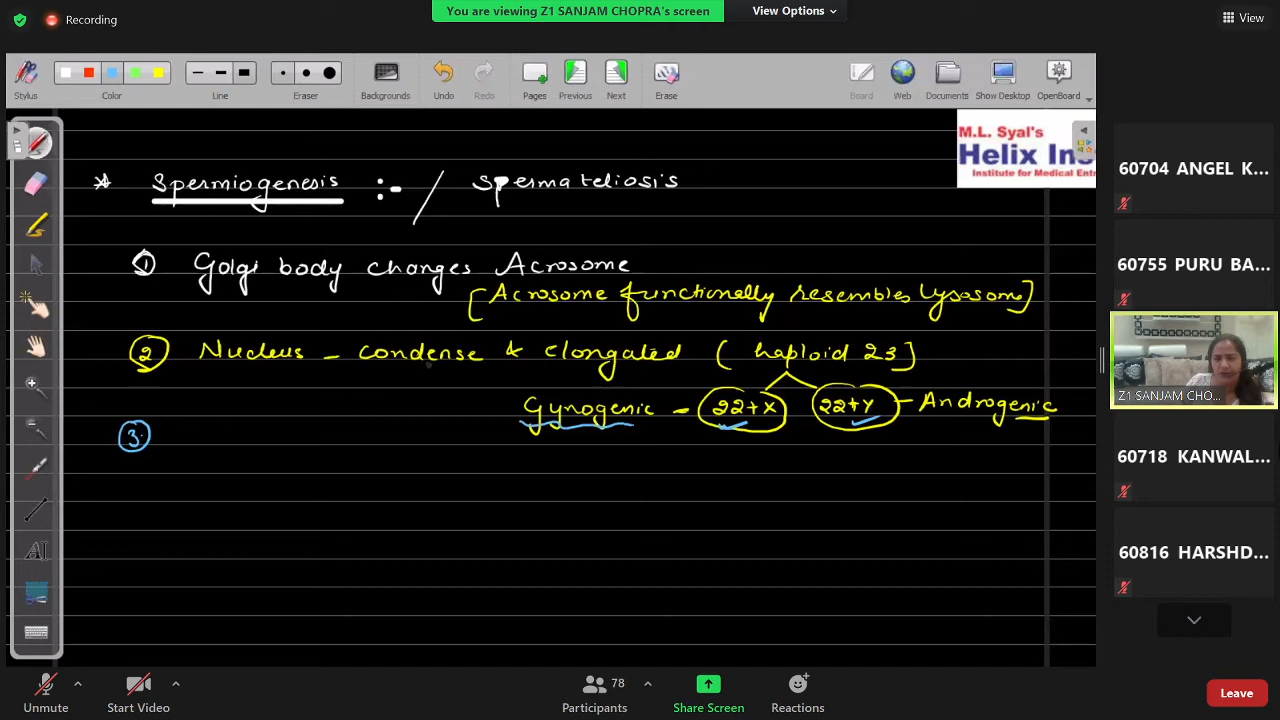 Recording
You are viewing Z1 SANJAM CHOPRA's screen
View Options
View
Stylus
Color
Line
Eraser
Backgrounds
Undo
Redo
Pages
Previous
Next
Erase
Board
Web
Documents
Show Desktop
OpenBoard
M.L. Syal's
Helix Ins
Institute for Medical Entr
* Spermiogenesis :- / Spermateliosis
① Golgi body changes Acrosome
[Acrosome functionally resembles lysosome]
② Nucleus - condense & elongated ( haploid 23]
Gynogenic - 22+X 22+Y - Androgenic
③
60704 ANGEL K...
60755 PURU BA...
Z1 SANJAM CHO...
60718 KANWAL...
60816 HARSHD...
Unmute
Start Video
78
Participants
Share Screen
Reactions
Leave